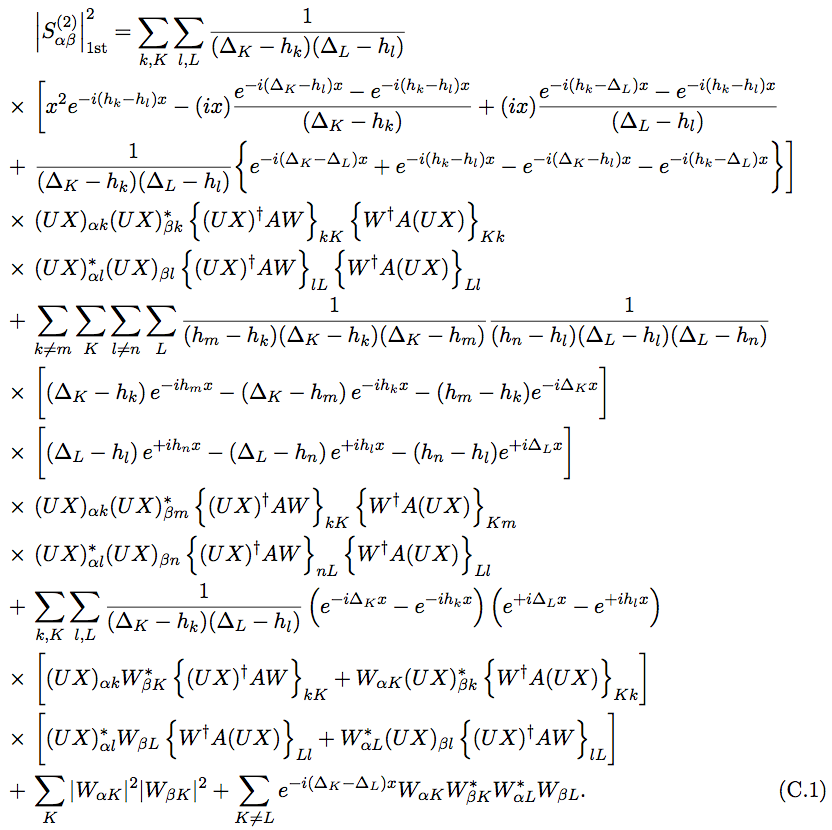 $\left|S_{\alpha\beta}^{(2)}\right|_{\text{1st}}^{2} = \sum_{k,K}\sum_{l,L}\frac{1}{(\Delta_K - h_k)(\Delta_L - h_l)}$
$\times \left[x^2 e^{-i(h_k-h_l)x} - (ix)\frac{e^{-i(\Delta_K-h_l)x} - e^{-i(h_k-h_l)x}}{(\Delta_K-h_k)} + (ix)\frac{e^{-i(h_k-\Delta_L)x} - e^{-i(h_k-h_l)x}}{(\Delta_L-h_l)}\right.$
$+ \left.\frac{1}{(\Delta_K-h_k)(\Delta_L-h_l)}\left\{e^{-i(\Delta_K-\Delta_L)x} + e^{-i(h_k-h_l)x} - e^{-i(\Delta_K-h_l)x} - e^{-i(h_k-\Delta_L)x}\right\}\right]$
$\times (UX)_{\alpha k}(UX)^*_{\beta k}\left\{(UX)^\dagger AW\right\}_{kK}\left\{W^\dagger A(UX)\right\}_{Kk}$
$\times (UX)^*_{\alpha l}(UX)_{\beta l}\left\{(UX)^\dagger AW\right\}_{lL}\left\{W^\dagger A(UX)\right\}_{Ll}$
$+ \sum_{k\neq m}\sum_{K}\sum_{l\neq n}\sum_{L}\frac{1}{(h_m-h_k)(\Delta_K-h_k)(\Delta_K-h_m)}\frac{1}{(h_n-h_l)(\Delta_L-h_l)(\Delta_L-h_n)}$
$\times \left[(\Delta_K-h_k)\,e^{-ih_m x} - (\Delta_K-h_m)\,e^{-ih_k x} - (h_m-h_k)e^{-i\Delta_K x}\right]$
$\times \left[(\Delta_L-h_l)\,e^{+ih_n x} - (\Delta_L-h_n)\,e^{+ih_l x} - (h_n-h_l)e^{+i\Delta_L x}\right]$
$\times (UX)_{\alpha k}(UX)^*_{\beta m}\left\{(UX)^\dagger AW\right\}_{kK}\left\{W^\dagger A(UX)\right\}_{Km}$
$\times (UX)^*_{\alpha l}(UX)_{\beta n}\left\{(UX)^\dagger AW\right\}_{nL}\left\{W^\dagger A(UX)\right\}_{Ll}$
$+ \sum_{k,K}\sum_{l,L}\frac{1}{(\Delta_K-h_k)(\Delta_L-h_l)}\left(e^{-i\Delta_K x} - e^{-ih_k x}\right)\left(e^{+i\Delta_L x} - e^{+ih_l x}\right)$
$\times \left[(UX)_{\alpha k}W^*_{\beta K}\left\{(UX)^\dagger AW\right\}_{kK} + W_{\alpha K}(UX)^*_{\beta k}\left\{W^\dagger A(UX)\right\}_{Kk}\right]$
$\times \left[(UX)^*_{\alpha l}W_{\beta L}\left\{W^\dagger A(UX)\right\}_{Ll} + W^*_{\alpha L}(UX)_{\beta l}\left\{(UX)^\dagger AW\right\}_{lL}\right]$
$+ \sum_{K}|W_{\alpha K}|^2|W_{\beta K}|^2 + \sum_{K\neq L}e^{-i(\Delta_K-\Delta_L)x}W_{\alpha K}W^*_{\beta K}W^*_{\alpha L}W_{\beta L}.$ (C.1)